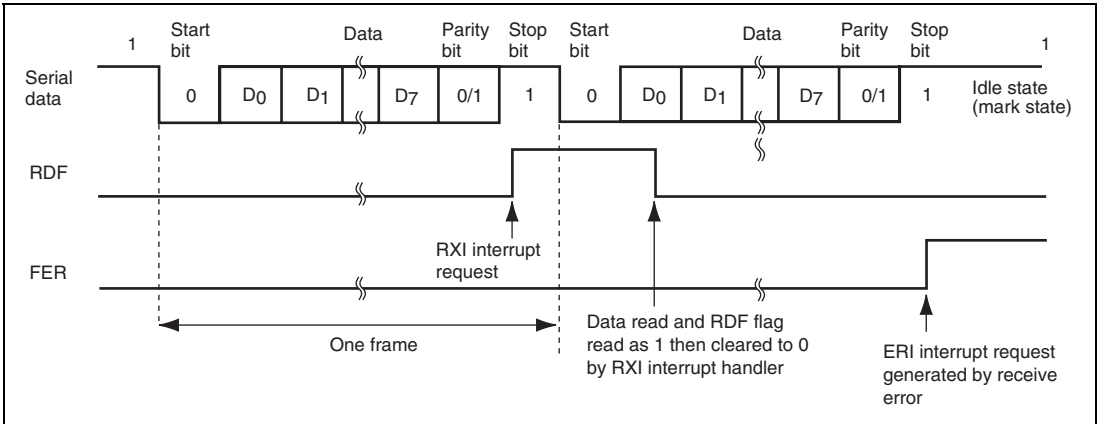 1
Start bit
Data
Parity bit
Stop bit
Start bit
Data
Parity bit
Stop bit
1
Serial data
0 D0 D1 D7 0/1 1 0 D0 D1 D7 0/1 1
Idle state (mark state)
RDF
RXI interrupt
request
FER
One frame
Data read and RDF flag
read as 1 then cleared to 0
by RXI interrupt handler
ERI interrupt request
generated by receive
error